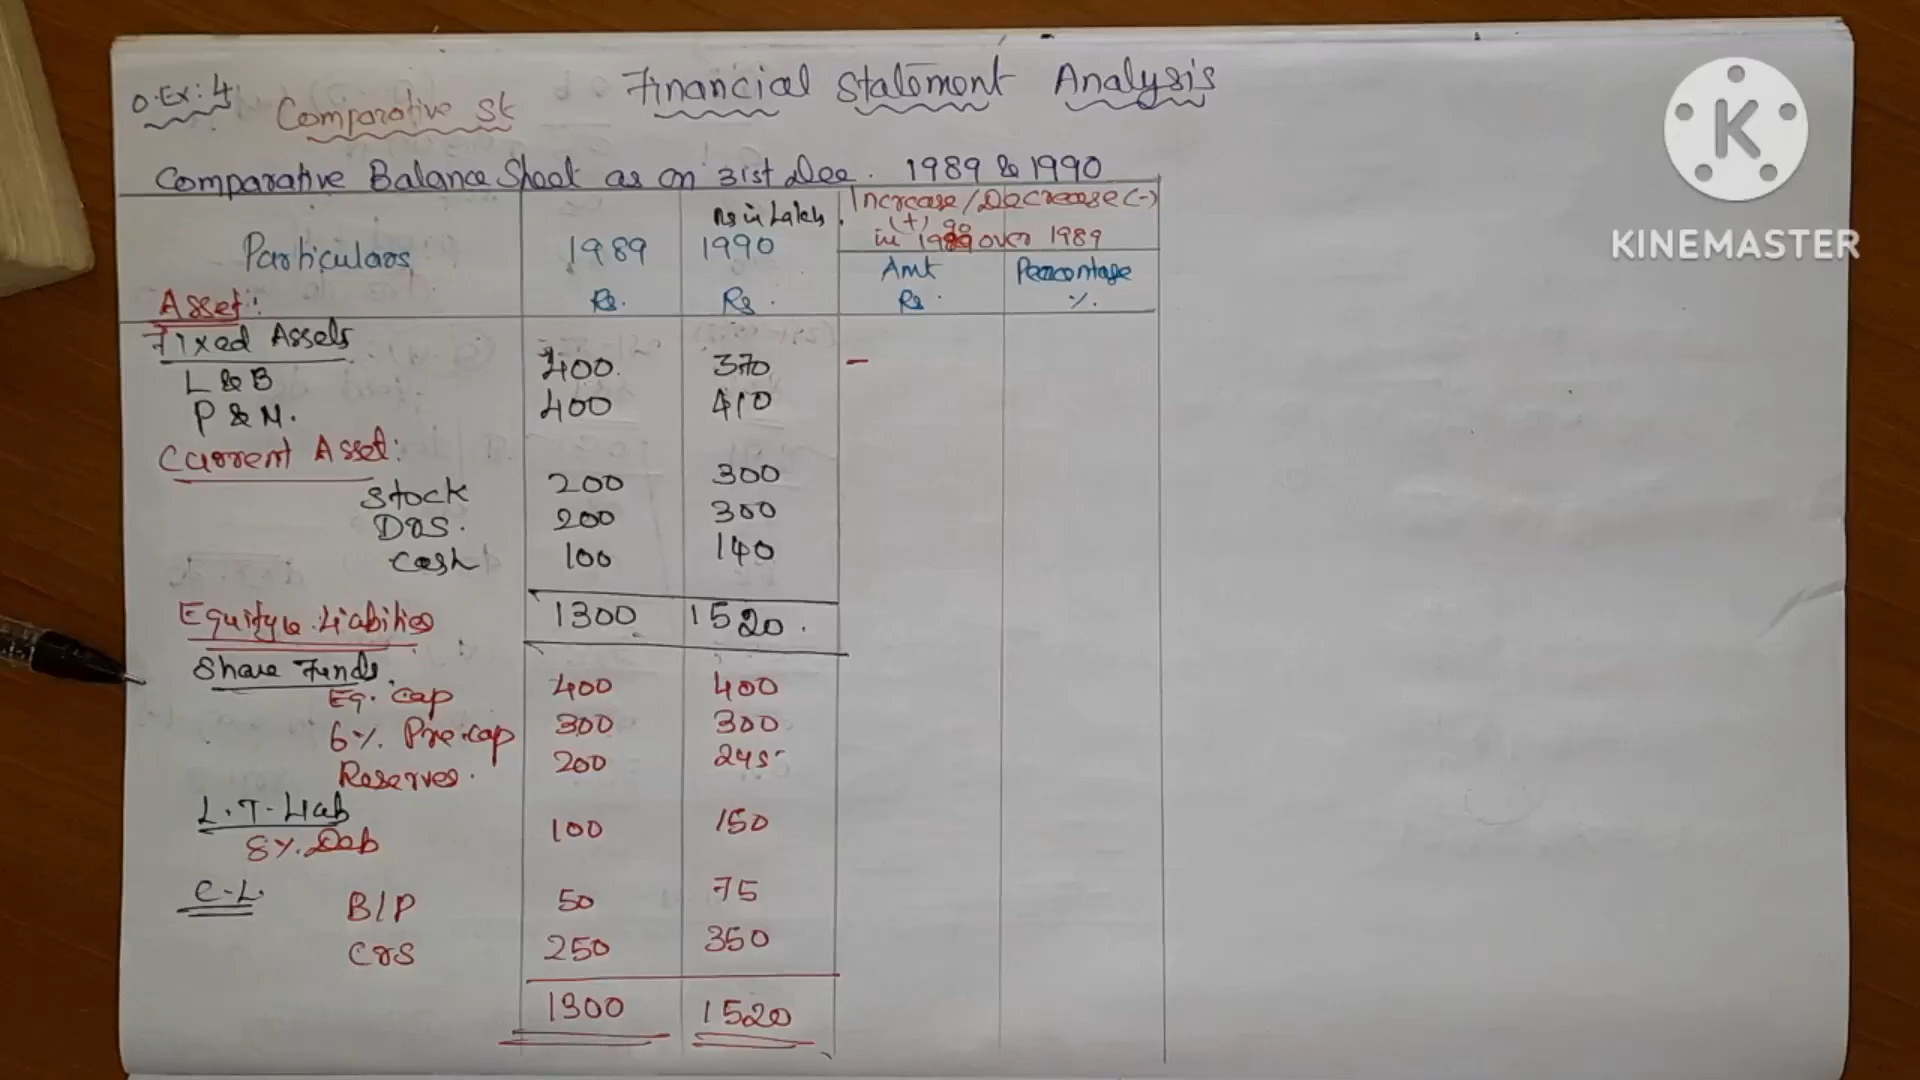 O.Ex:4
Comparative St
Financial Statement Analysis
KINEMASTER
Comparative Balance Sheet as on 31st Dec. 1989 & 1990
Particulars 1989 Rs in Lakhs 1990 Increase/Decrease (-)
(+) in 1990 over 1989
Asset: Rs. Rs. Amt Rs. Percentage %.
Fixed Assets
L & B 400 370 -
P & M. 400 410
Current Asset:
Stock 200 300
Drs. 200 300
Cash 100 140
1300 1520
Equity & Liabilities
Share Funds
Eq. cap 400 400
6%. Pre.cap 300 300
Reserves. 200 245
L.T-Liab
8%. Deb 100 150
C-L.
B/P 50 75
Crs 250 350
1300 1520